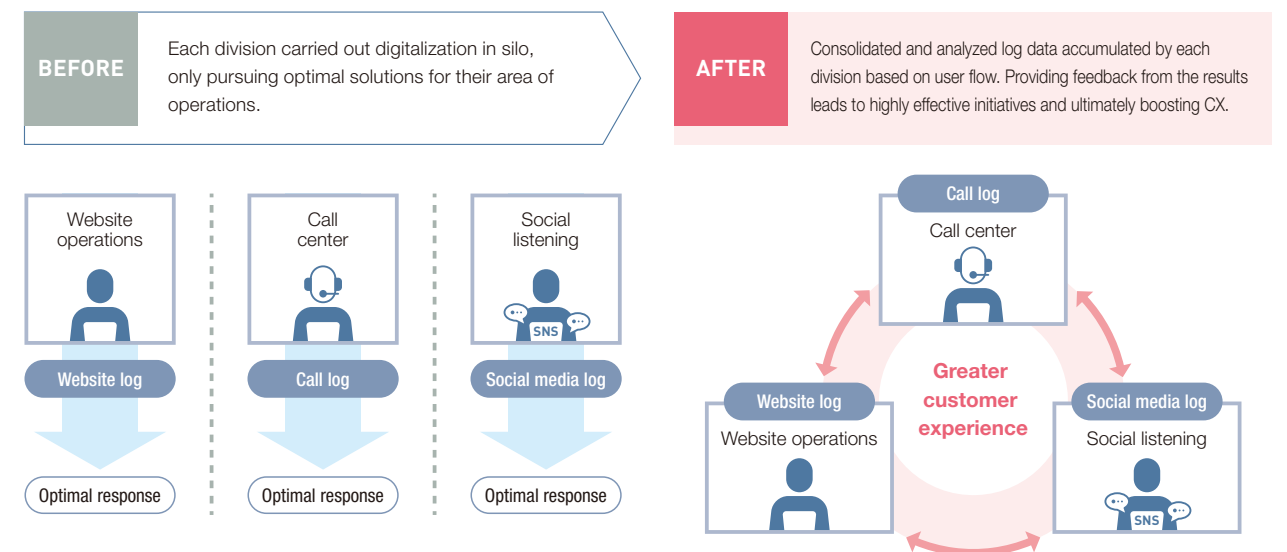 BEFORE
Each division carried out digitalization in silo,
only pursuing optimal solutions for their area of
operations.
AFTER
Consolidated and analyzed log data accumulated by each
division based on user flow. Providing feedback from the results
leads to highly effective initiatives and ultimately boosting CX.
Website
operations
Website log
Optimal response
Call
center
Call log
Optimal response
Social
listening
SNS
Social media log
Optimal response
Call log
Call center
Greater
customer
experience
Website log
Website operations
Social media log
Social listening
SNS